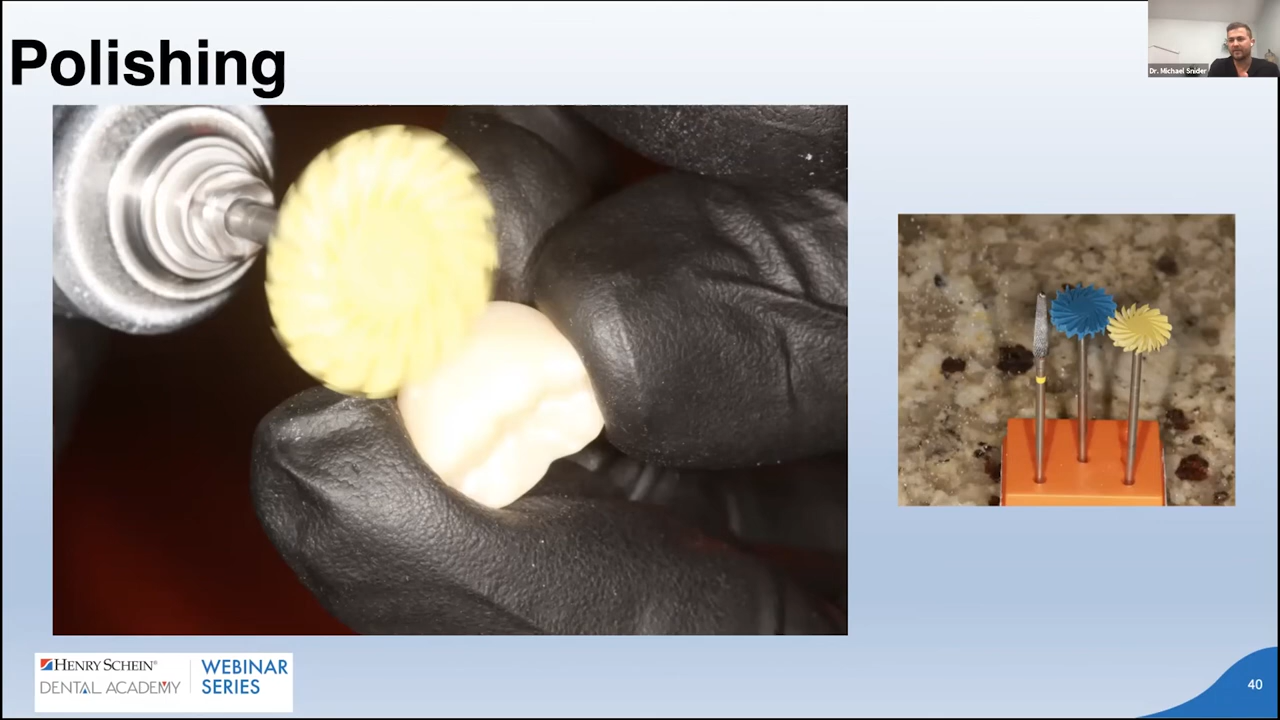 Polishing
Dr. Michael Snider
HENRY SCHEIN®
DENTAL ACADEMY
WEBINAR
SERIES
40